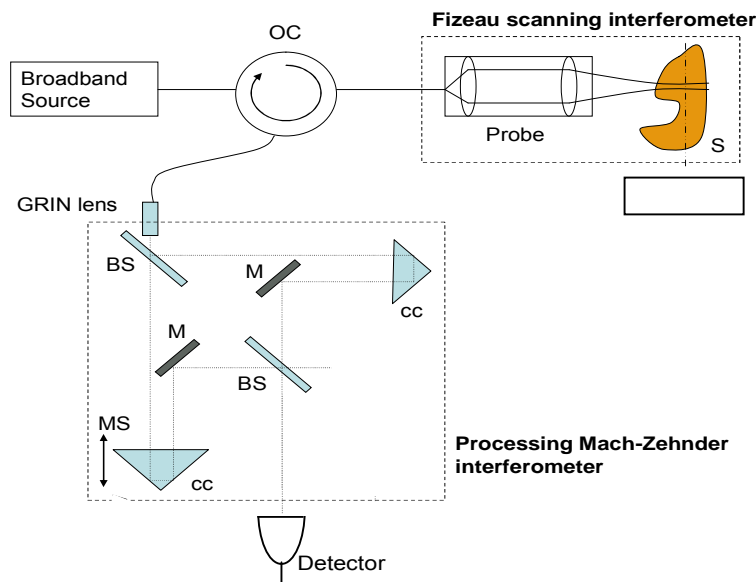 Fizeau scanning interferometer
OC
Broadband
Source
Probe
S
GRIN lens
BS
M
cc
M
BS
MS
cc
Processing Mach-Zehnder
interferometer
Detector